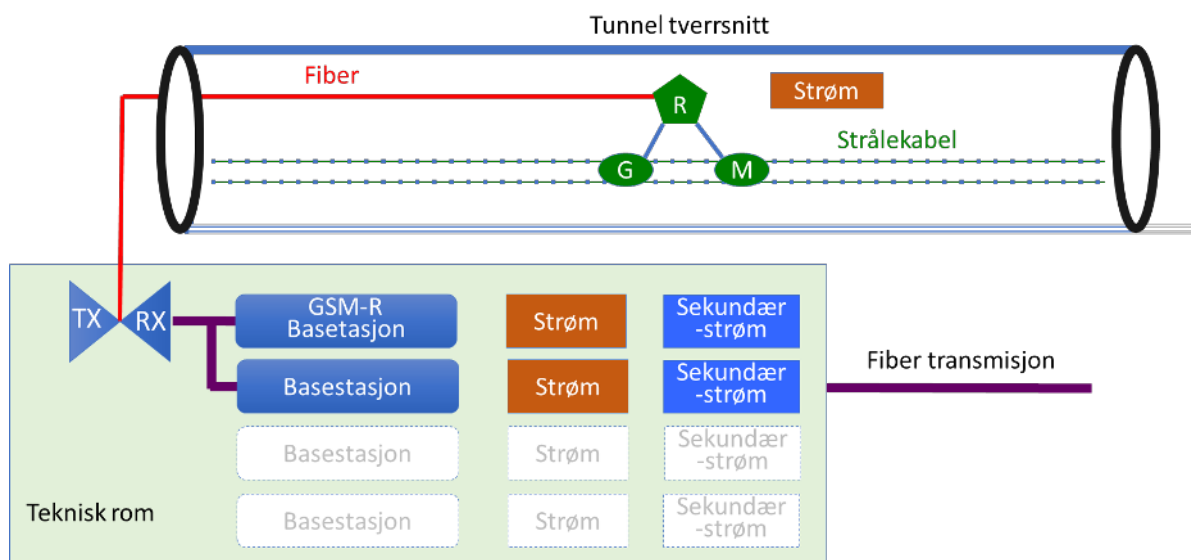 Tunnel tverrsnitt
Fiber
R
Strøm
Strålekabel
G
M
TX
RX
GSM-R
Basetasjon
Strøm
Sekundær
-strøm
Fiber transmisjon
Basestasjon
Strøm
Sekundær
-strøm
Basestasjon
Strøm
Sekundær
-strøm
Teknisk rom
Basestasjon
Strøm
Sekundær
-strøm